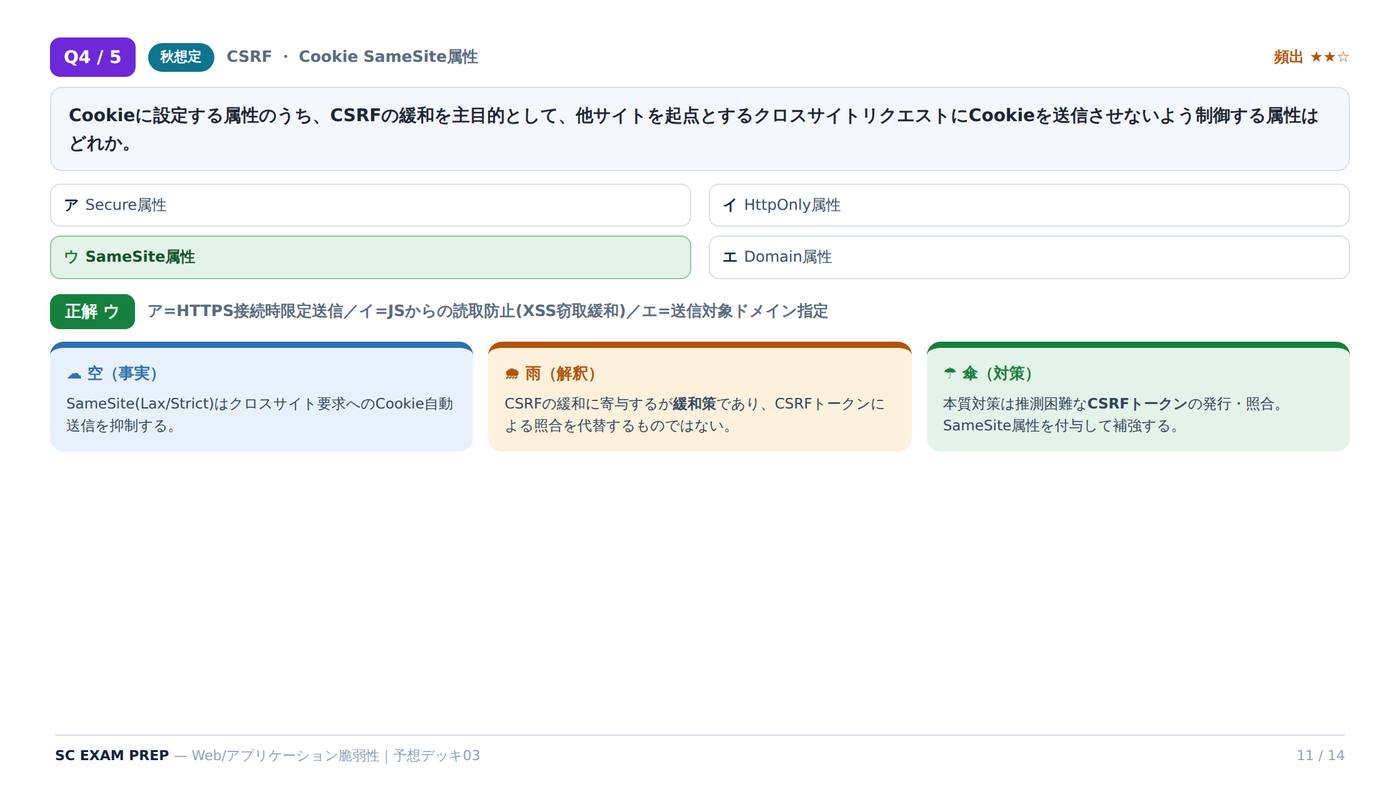 Q4 / 5 秋想定 CSRF ・ Cookie SameSite属性 頻出 ★★☆
Cookieに設定する属性のうち、CSRFの緩和を主目的として、他サイトを起点とするクロスサイトリクエストにCookieを送信させないよう制御する属性は
どれか。
ア Secure属性
イ HttpOnly属性
ウ SameSite属性
エ Domain属性
正解 ウ ア=HTTPS接続時限定送信／イ=JSからの読取防止(XSS窃取緩和)／エ=送信対象ドメイン指定
☁ 空（事実）
SameSite(Lax/Strict)はクロスサイト要求へのCookie自動
送信を抑制する。
🌧 雨（解釈）
CSRFの緩和に寄与するが緩和策であり、CSRFトークンに
よる照合を代替するものではない。
☂ 傘（対策）
本質対策は推測困難なCSRFトークンの発行・照合。
SameSite属性を付与して補強する。
SC EXAM PREP — Web/アプリケーション脆弱性｜予想デッキ03 11 / 14